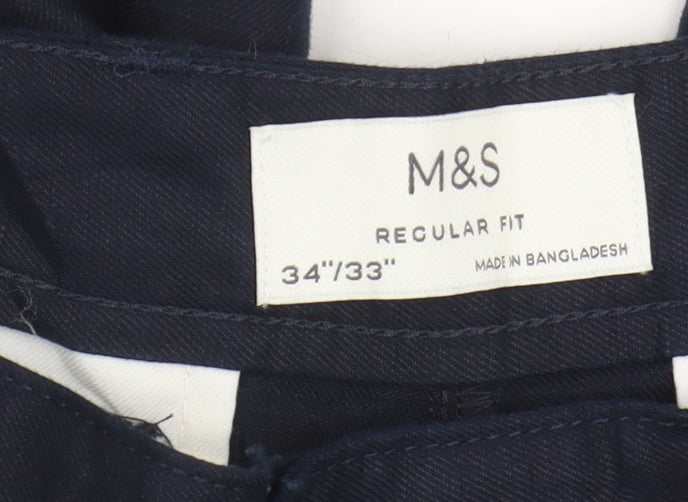 M&S
REGULAR FIT
34"/33" MADE IN BANGLADESH